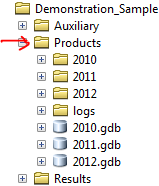 Demonstration_Sample
Auxiliary
Products
2010
2011
2012
logs
2010.gdb
2011.gdb
2012.gdb
Results